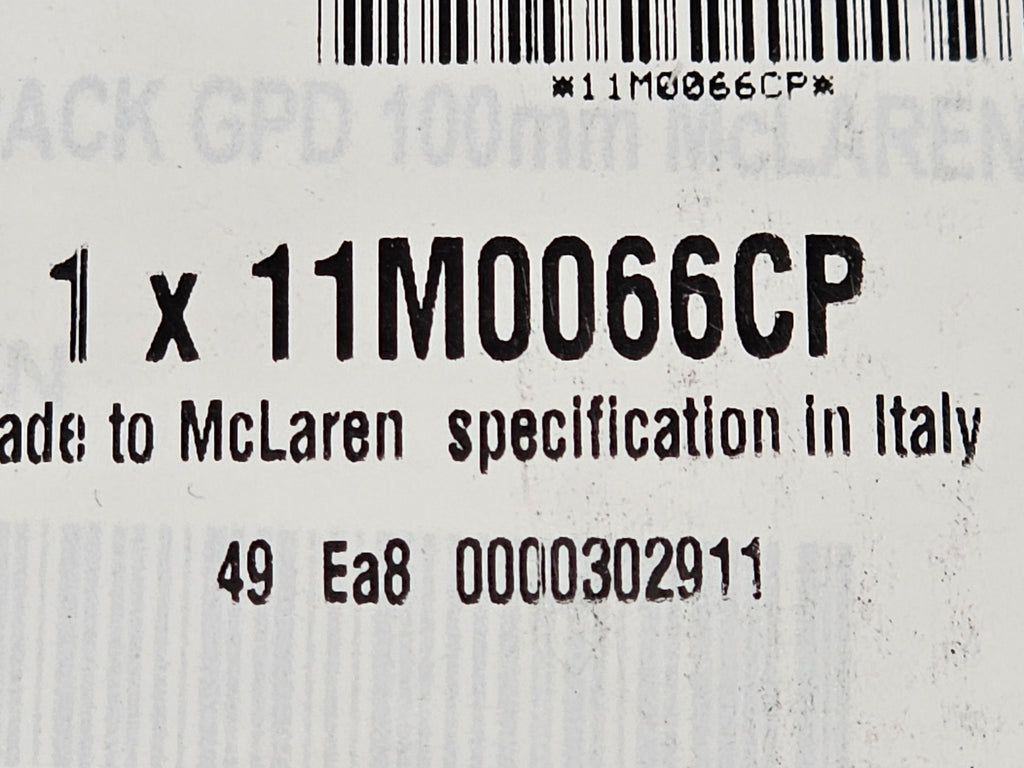 *11M0066CP*
ACK GPD 100mm McLAREN
1 x 11M0066CP
ade to McLaren specification in Italy
49 Ea8 0000302911